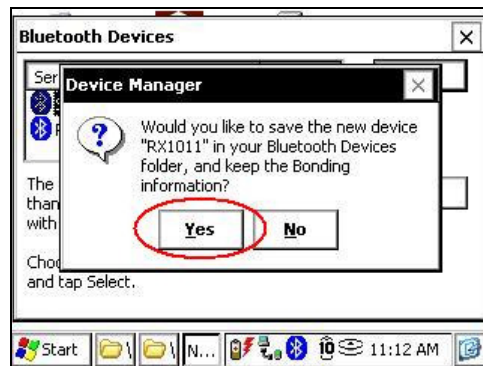 Bluetooth Devices
Ser
Device Manager
Would you like to save the new device
"RX1011" in your Bluetooth Devices
folder, and keep the Bonding
information?
The
than
with
Yes No
and tap Select.
Start \ \ N... 11:12 AM